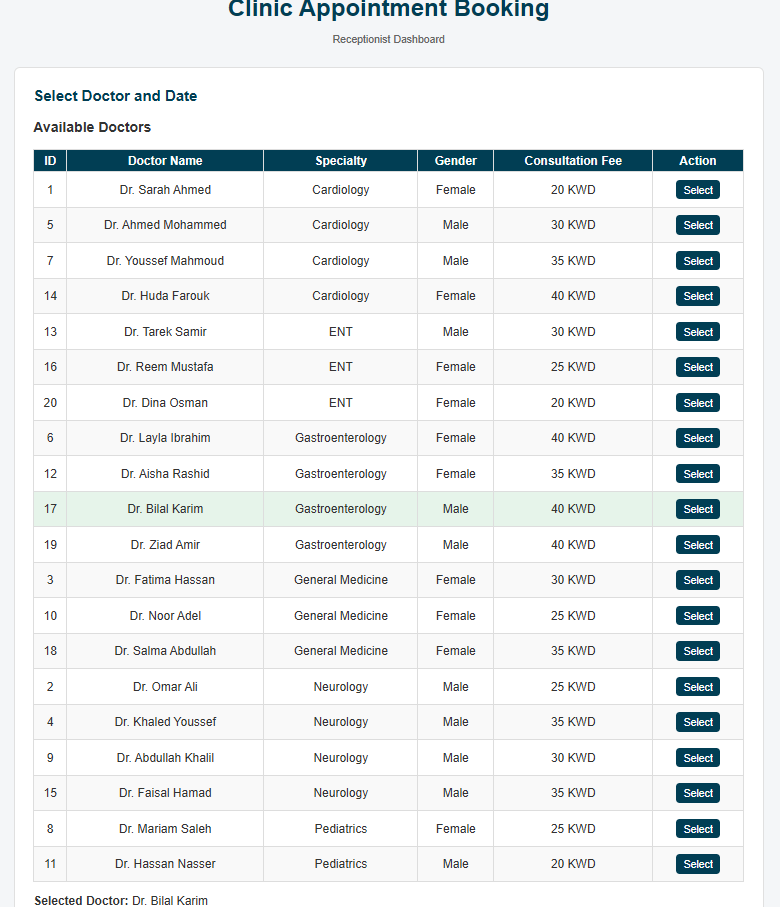 Clinic Appointment Booking
Receptionist Dashboard
Select Doctor and Date
Available Doctors
ID Doctor Name Specialty Gender Consultation Fee Action
1 Dr. Sarah Ahmed Cardiology Female 20 KWD Select
5 Dr. Ahmed Mohammed Cardiology Male 30 KWD Select
7 Dr. Youssef Mahmoud Cardiology Male 35 KWD Select
14 Dr. Huda Farouk Cardiology Female 40 KWD Select
13 Dr. Tarek Samir ENT Male 30 KWD Select
16 Dr. Reem Mustafa ENT Female 25 KWD Select
20 Dr. Dina Osman ENT Female 20 KWD Select
6 Dr. Layla Ibrahim Gastroenterology Female 40 KWD Select
12 Dr. Aisha Rashid Gastroenterology Female 35 KWD Select
17 Dr. Bilal Karim Gastroenterology Male 40 KWD Select
19 Dr. Ziad Amir Gastroenterology Male 40 KWD Select
3 Dr. Fatima Hassan General Medicine Female 30 KWD Select
10 Dr. Noor Adel General Medicine Female 25 KWD Select
18 Dr. Salma Abdullah General Medicine Female 35 KWD Select
2 Dr. Omar Ali Neurology Male 25 KWD Select
4 Dr. Khaled Youssef Neurology Male 35 KWD Select
9 Dr. Abdullah Khalil Neurology Male 30 KWD Select
15 Dr. Faisal Hamad Neurology Male 35 KWD Select
8 Dr. Mariam Saleh Pediatrics Female 25 KWD Select
11 Dr. Hassan Nasser Pediatrics Male 20 KWD Select
Selected Doctor: Dr. Bilal Karim